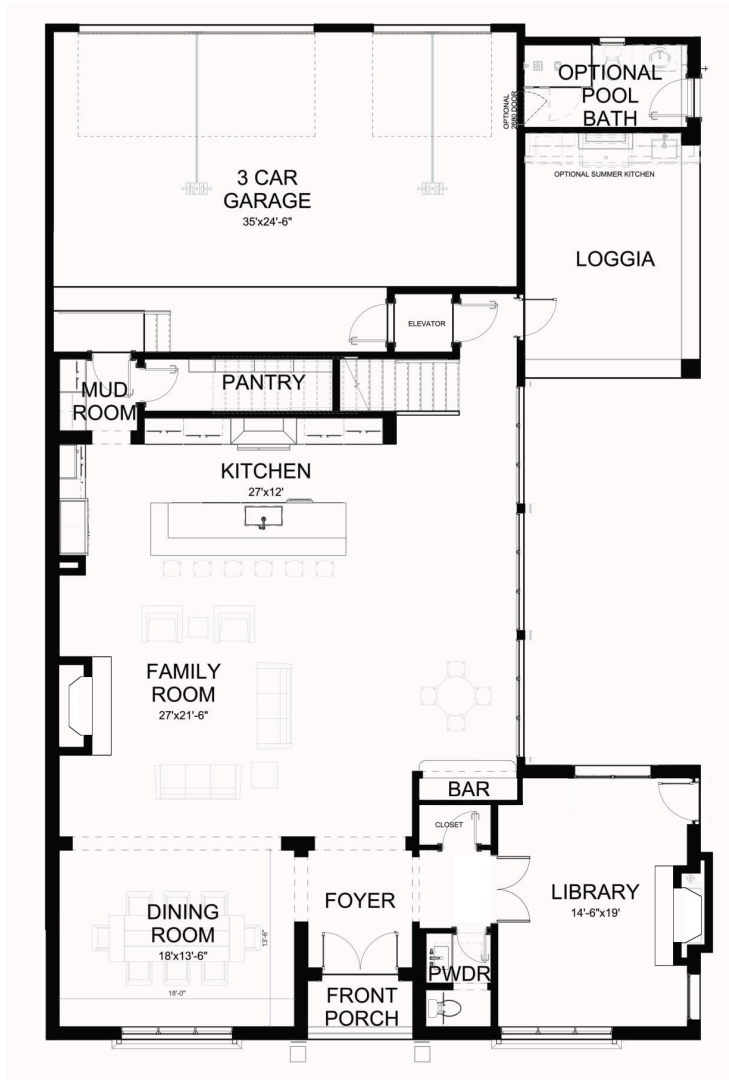 OPTIONAL
POOL
BATH
OPTIONAL
2680 DOOR
3 CAR
GARAGE
35'x24'-6"
OPTIONAL SUMMER KITCHEN
LOGGIA
ELEVATOR
MUD
ROOM
PANTRY
KITCHEN
27'x12'
FAMILY
ROOM
27'x21'-6"
BAR
CLOSET
FOYER
LIBRARY
14'-6"x19'
DINING
ROOM
18'x13'-6"
13'-6"
18'-0"
PWDR
FRONT
PORCH